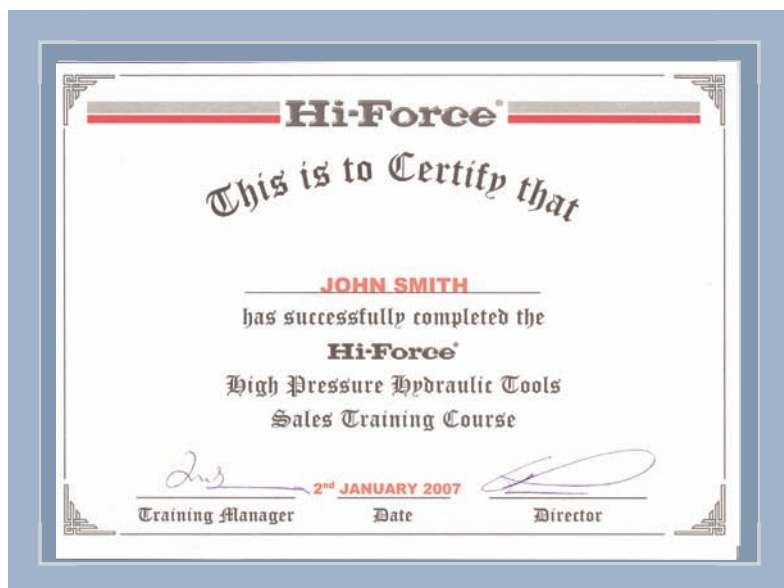 Hi-Force®
This is to Certify that
JOHN SMITH
has successfully completed the
Hi-Force®
High Pressure Hydraulic Tools
Sales Training Course
2nd JANUARY 2007
Training Manager Date Director